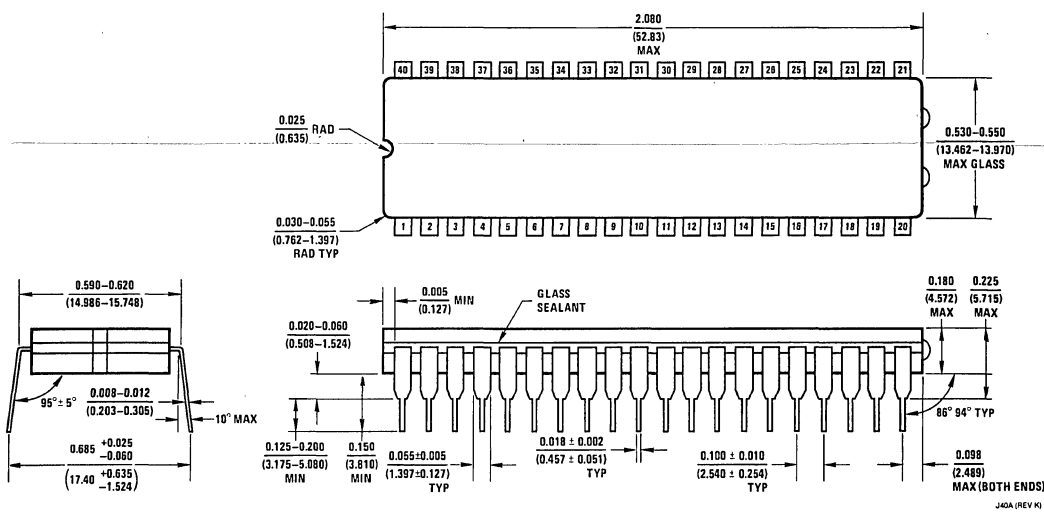 2.080
(52.83)
MAX
40 39 38 37 36 35 34 33 32 31 30 29 28 27 26 25 24 23 22 21
0.025
(0.635)
RAD
0.530–0.550
(13.462–13.970)
MAX GLASS
0.030–0.055
(0.762–1.397)
RAD TYP
1 2 3 4 5 6 7 8 9 10 11 12 13 14 15 16 17 18 19 20
0.590–0.620
(14.986–15.748)
0.005
(0.127)
MIN
GLASS
SEALANT
0.180
(4.572)
MAX
0.225
(5.715)
MAX
0.020–0.060
(0.508–1.524)
95° ± 5°
0.008–0.012
(0.203–0.305)
10° MAX
86° 94° TYP
0.685 +0.025 -0.060
(17.40 +0.635 -1.524)
0.125–0.200
(3.175–5.080)
MIN
0.150
(3.810)
MIN
0.055±0.005
(1.397±0.127)
TYP
0.018 ± 0.002
(0.457 ± 0.051)
TYP
0.100 ± 0.010
(2.540 ± 0.254)
TYP
0.098
(2.489)
MAX (BOTH ENDS)
J40A (REV K)